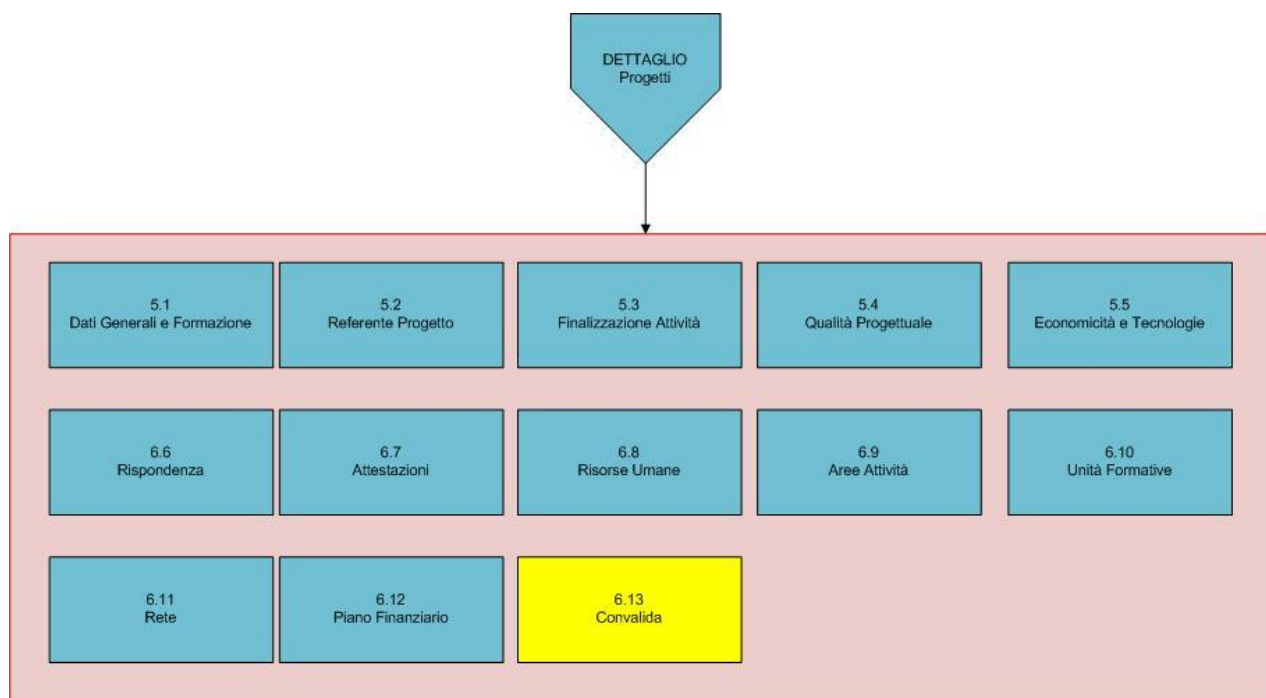 DETTAGLIO
Progetti
5.1
Dati Generali e Formazione
5.2
Referente Progetto
5.3
Finalizzazione Attività
5.4
Qualità Progettuale
5.5
Economicità e Tecnologie
6.6
Rispondenza
6.7
Attestazioni
6.8
Risorse Umane
6.9
Aree Attività
6.10
Unità Formative
6.11
Rete
6.12
Piano Finanziario
6.13
Convalida